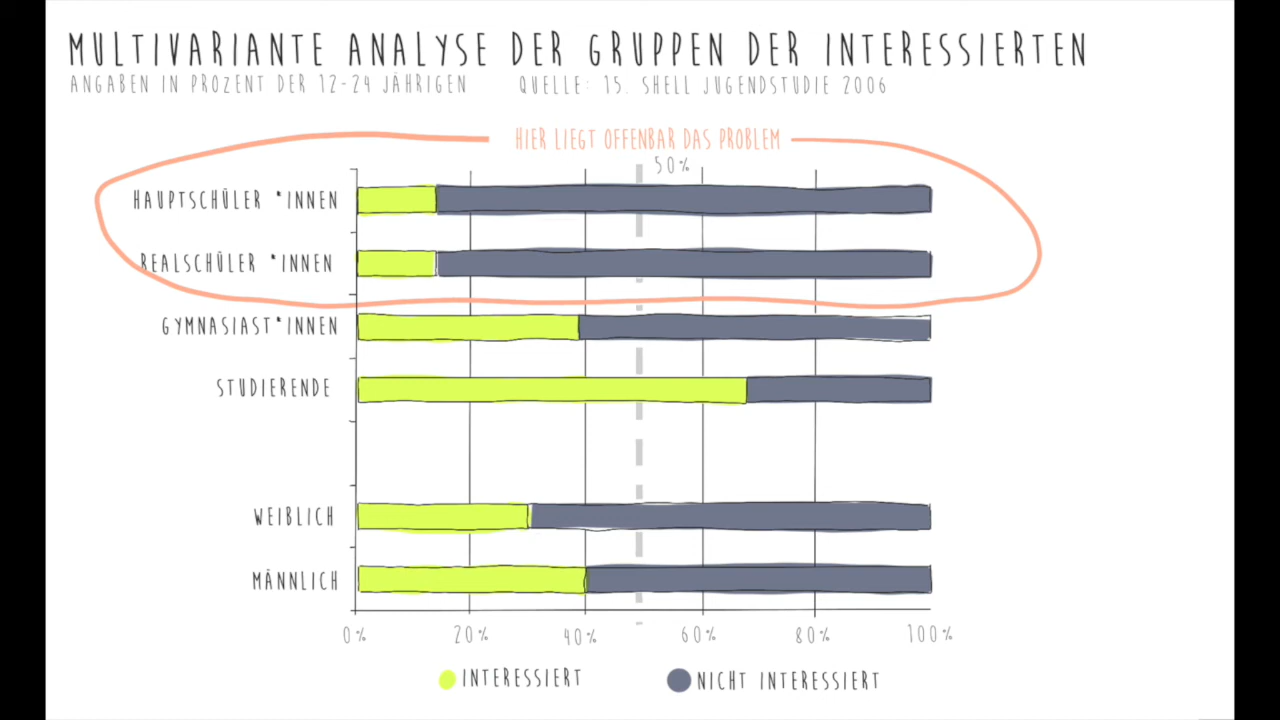 MULTIVARIANTE ANALYSE DER GRUPPEN DER INTERESSIERTEN
ANGABEN IN PROZENT DER 12-24 JÄHRIGEN QUELLE: 15. SHELL JUGENDSTUDIE 2006
HIER LIEGT OFFENBAR DAS PROBLEM
50%
HAUPTSCHÜLER *INNEN
REALSCHÜLER *INNEN
GYMNASIAST*INNEN
STUDIERENDE
WEIBLICH
MÄNNLICH
0% 20% 40% 60% 80% 100%
INTERESSIERT NICHT INTERESSIERT